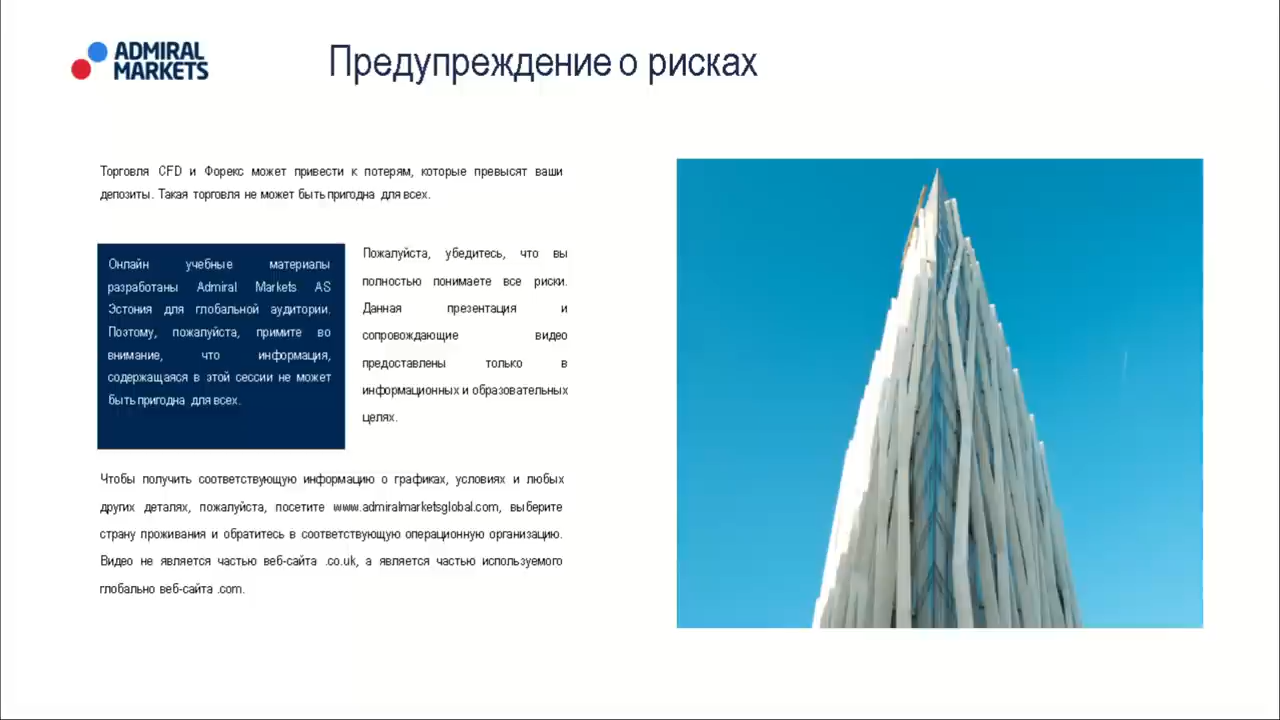 ADMIRAL
MARKETS
Предупреждение о рисках
Торговля CFD и Форекс может привести к потерям, которые превысят ваши
депозиты. Такая торговля не может быть пригодна для всех.
Онлайн учебные материалы
разработаны Admiral Markets AS
Эстония для глобальной аудитории.
Поэтому, пожалуйста, примите во
внимание, что информация,
содержащаяся в этой сессии не может
быть пригодна для всех.
Пожалуйста, убедитесь, что вы
полностью понимаете все риски.
Данная презентация и
сопровождающие видео
предоставлены только в
информационных и образовательных
целях.
Чтобы получить соответствующую информацию о графиках, условиях и любых
других деталях, пожалуйста, посетите www.admiralmarketsglobal.com, выберите
страну проживания и обратитесь в соответствующую операционную организацию.
Видео не является частью веб-сайта .co.uk, а является частью используемого
глобально веб-сайта .com.